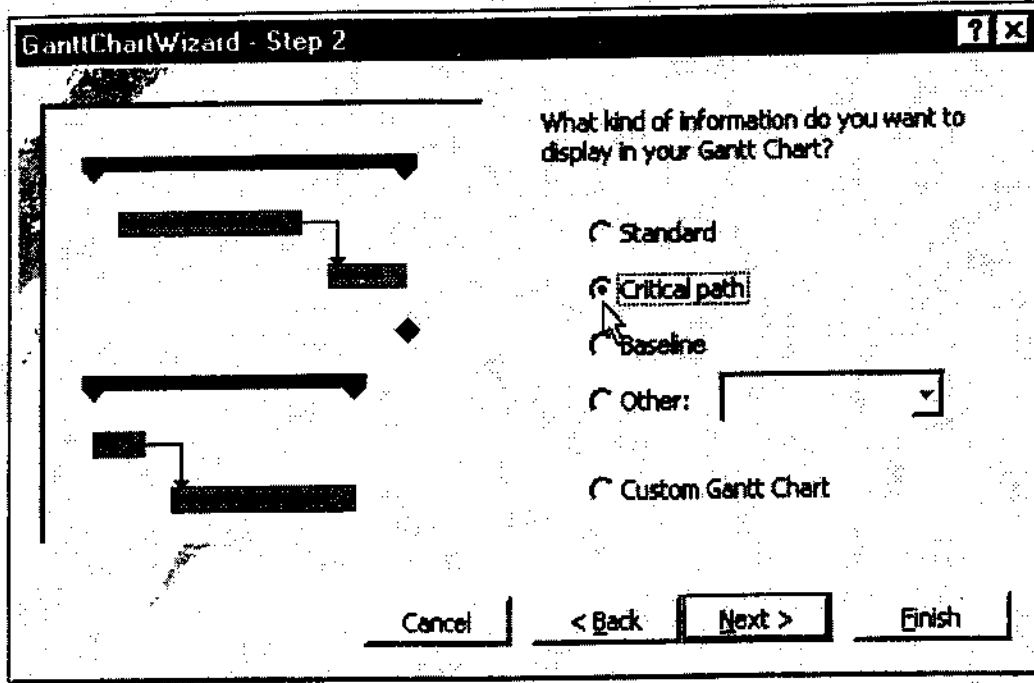 GanttChartWizard - Step 2
What kind of information do you want to
display in your Gantt Chart?
Standard
Critical path
Baseline
Other:
Custom Gantt Chart
Cancel
< Back
Next >
Finish